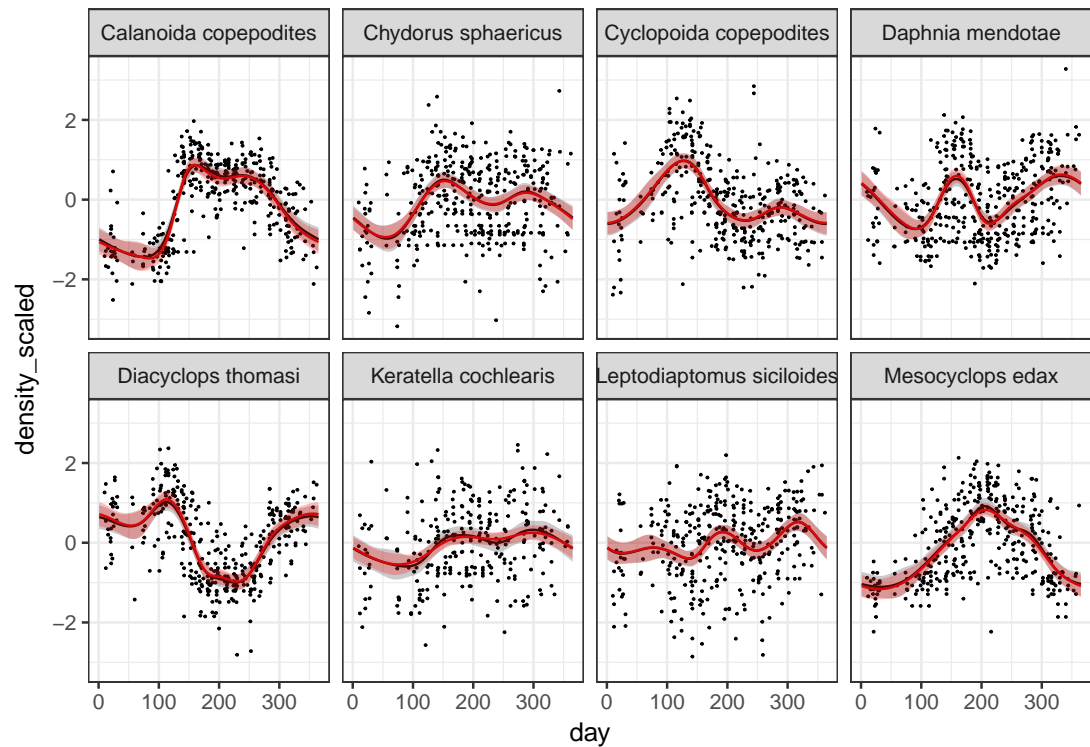 Calanoida copepodites
Chydorus sphaericus
Cyclopoida copepodites
Daphnia mendotae
2
0
−2
Diacyclops thomasi
Keratella cochlearis
Leptodiaptomus siciloides
Mesocyclops edax
2
0
−2
0 100 200 300
0 100 200 300
0 100 200 300
0 100 200 300
day
density_scaled